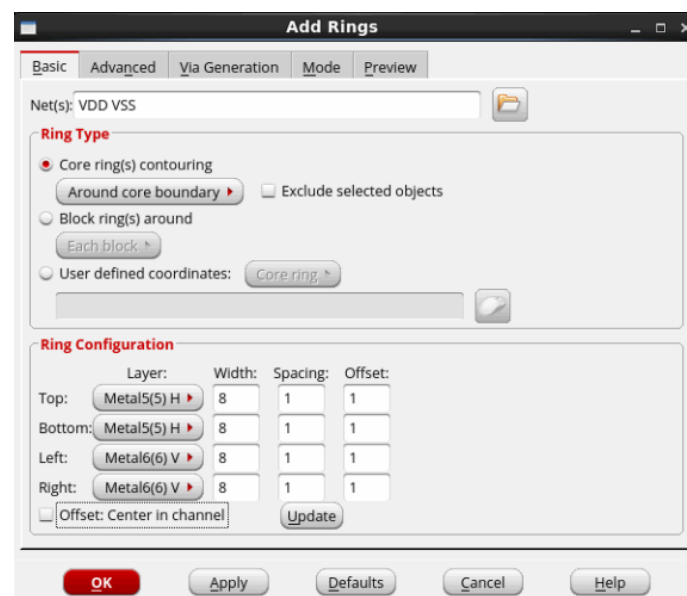 Add Rings
Basic Advanced Via Generation Mode Preview
Net(s): VDD VSS
Ring Type
Core ring(s) contouring
Around core boundary Exclude selected objects
Block ring(s) around
Each block
User defined coordinates: Core ring
Ring Configuration
Layer: Width: Spacing: Offset:
Top: Metal5(5) H 8 1 1
Bottom: Metal5(5) H 8 1 1
Left: Metal6(6) V 8 1 1
Right: Metal6(6) V 8 1 1
Offset: Center in channel Update
OK Apply Defaults Cancel Help